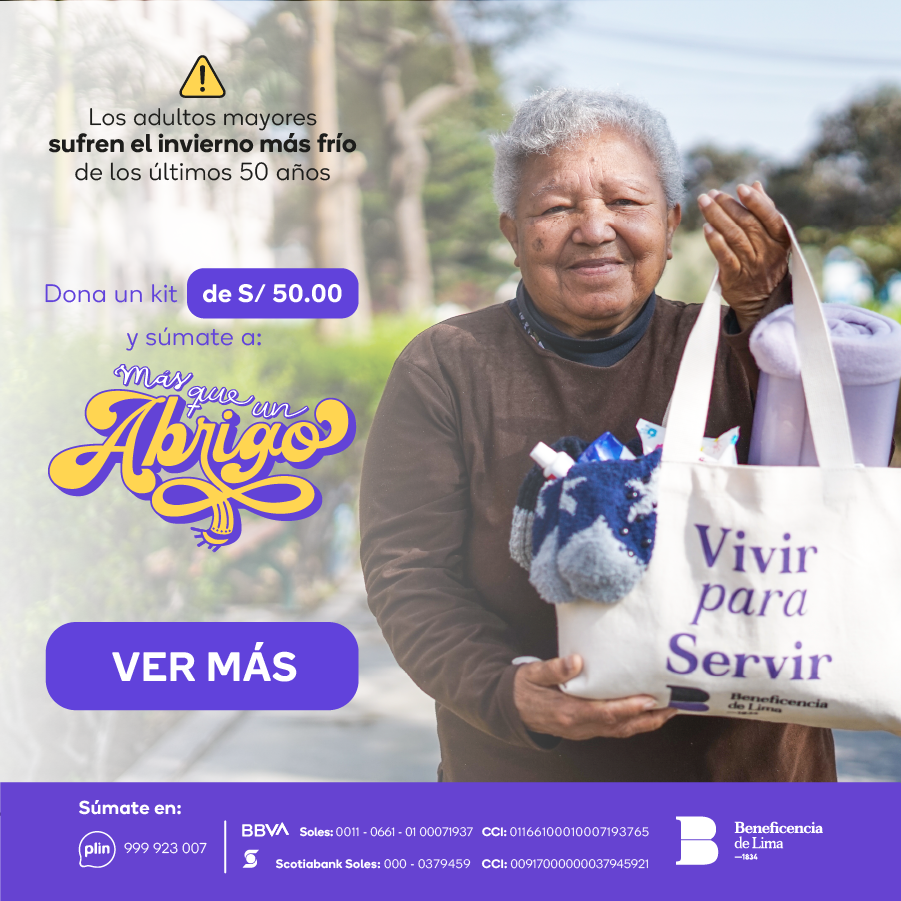 Los adultos mayores
sufren el invierno más frío
de los últimos 50 años
Dona un kit de S/ 50.00
y súmate a:
Más que un
Abrigo
VER MÁS
Vivir
para
Servir
Beneficencia
de Lima
—1834
Súmate en:
plin 999 923 007
BBVA Soles: 0011 - 0661 - 01 00071937 CCI: 01166100010007193765
Scotiabank Soles: 000 - 0379459 CCI: 00917000000037945921
Beneficencia
de Lima
—1834